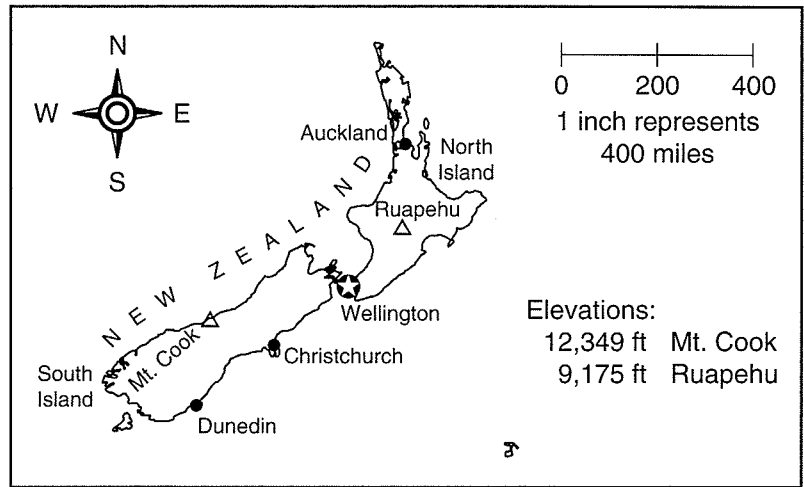 N
W
E
S
0
200
400
1 inch represents
400 miles
Auckland
North
Island
NEW ZEALAND
Ruapehu
Wellington
Mt. Cook
Christchurch
South
Island
Dunedin
Elevations:
12,349 ft Mt. Cook
9,175 ft Ruapehu